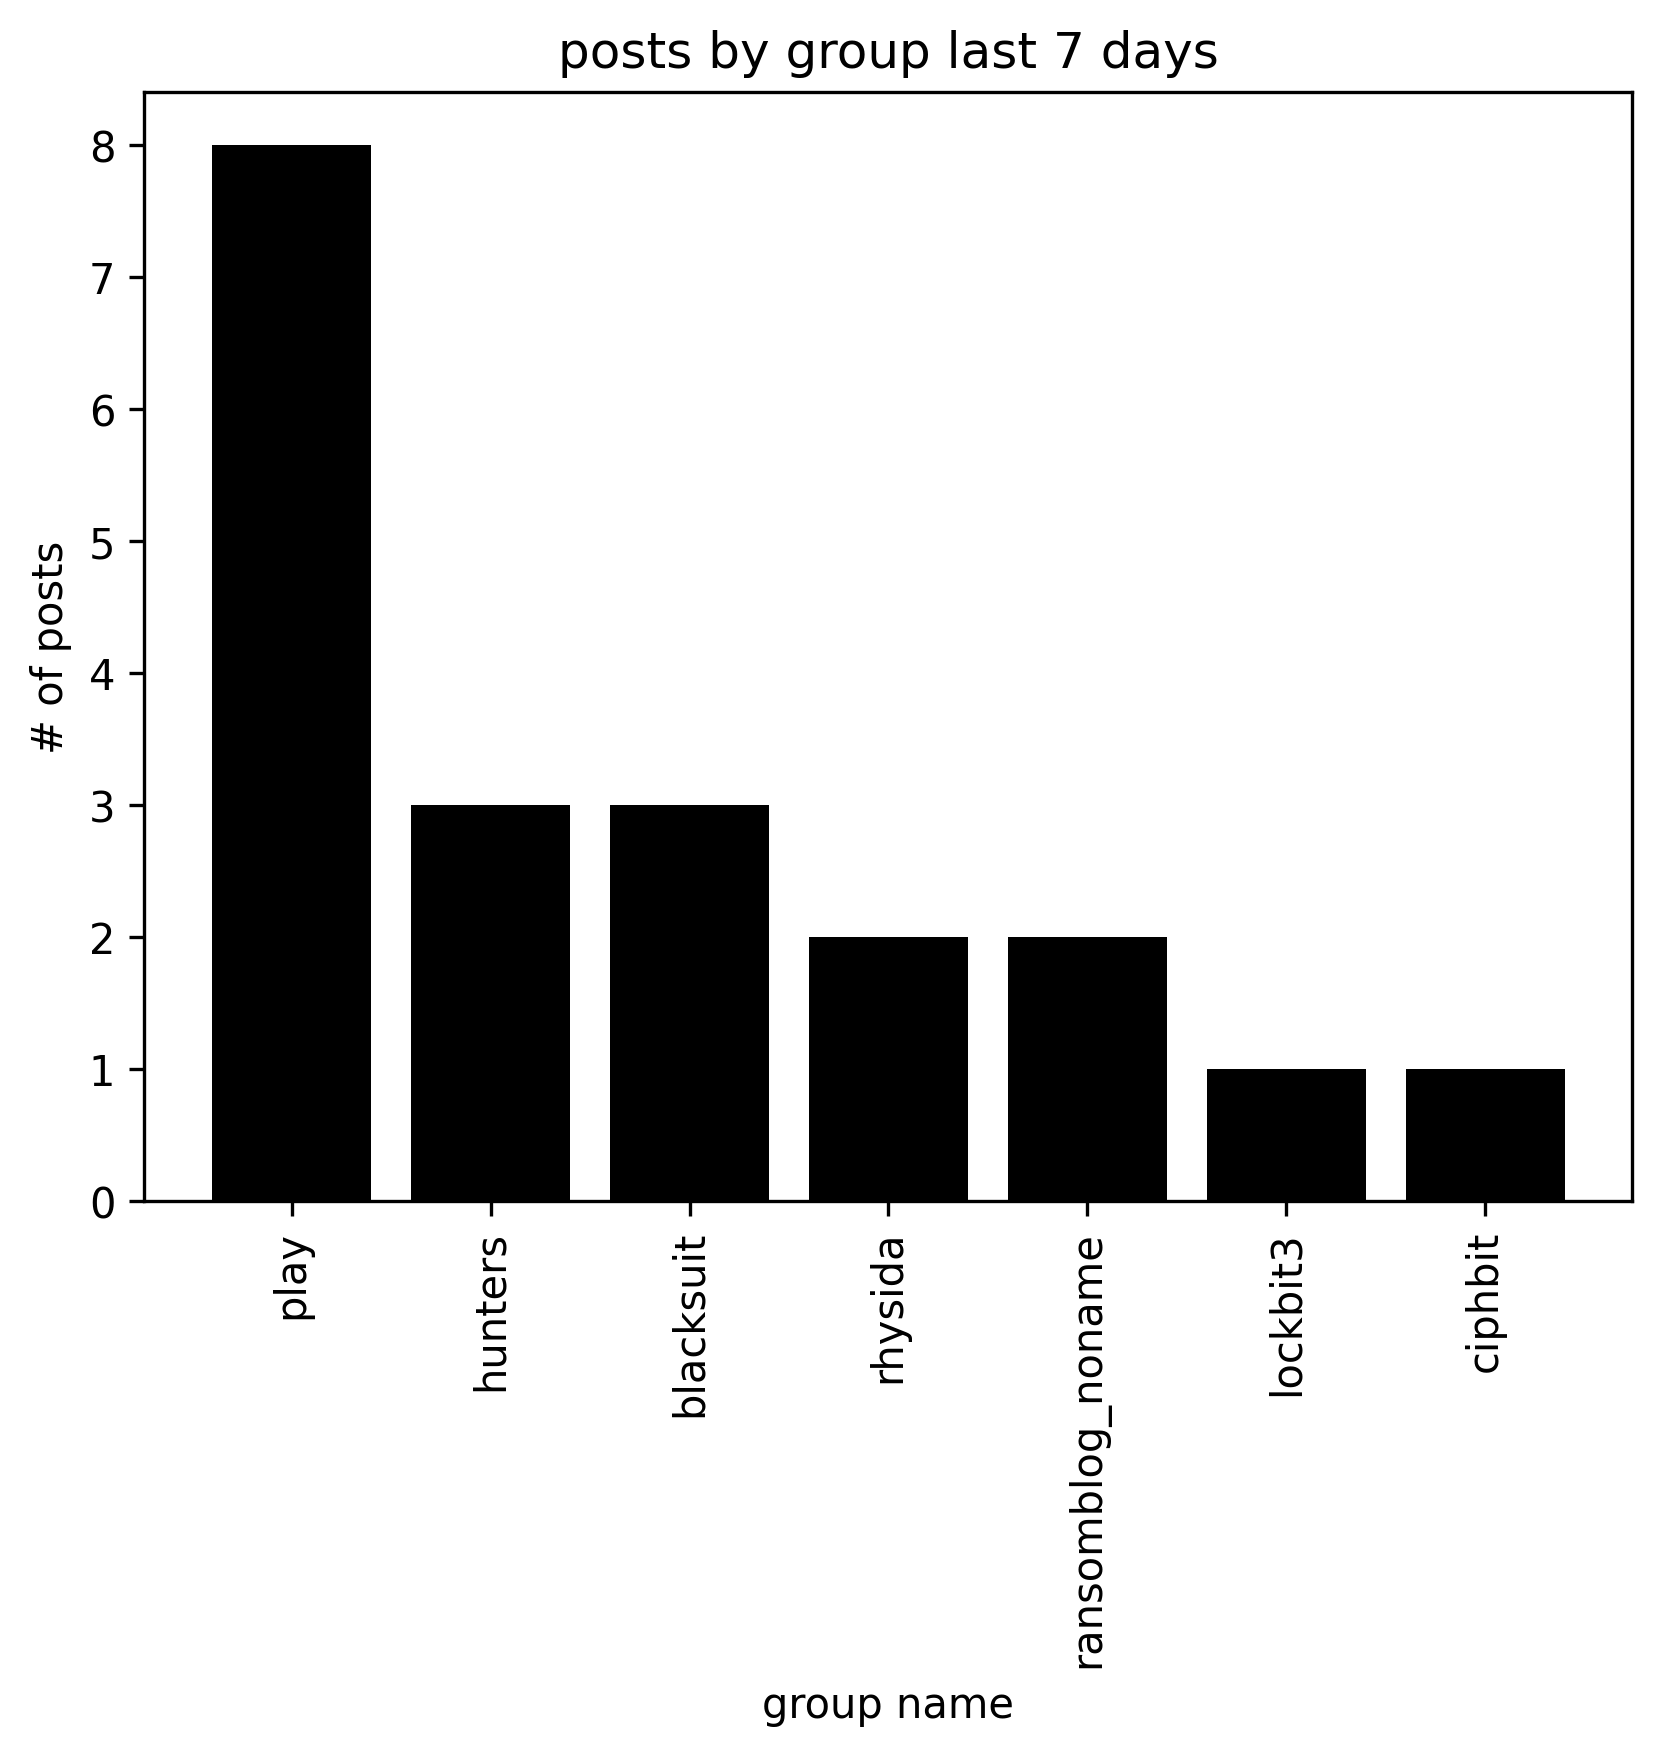 posts by group last 7 days
# of posts
8
7
6
5
4
3
2
1
0
play
hunters
blacksuit
rhysida
ransomblog_noname
lockbit3
ciphbit
group name